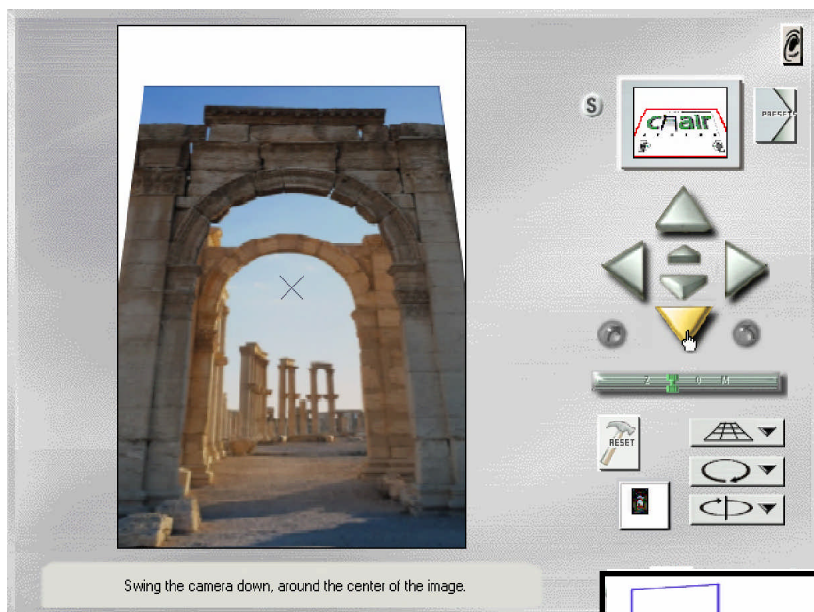 S
chair
PRESETS
Z O O M
RESET
Swing the camera down, around the center of the image.